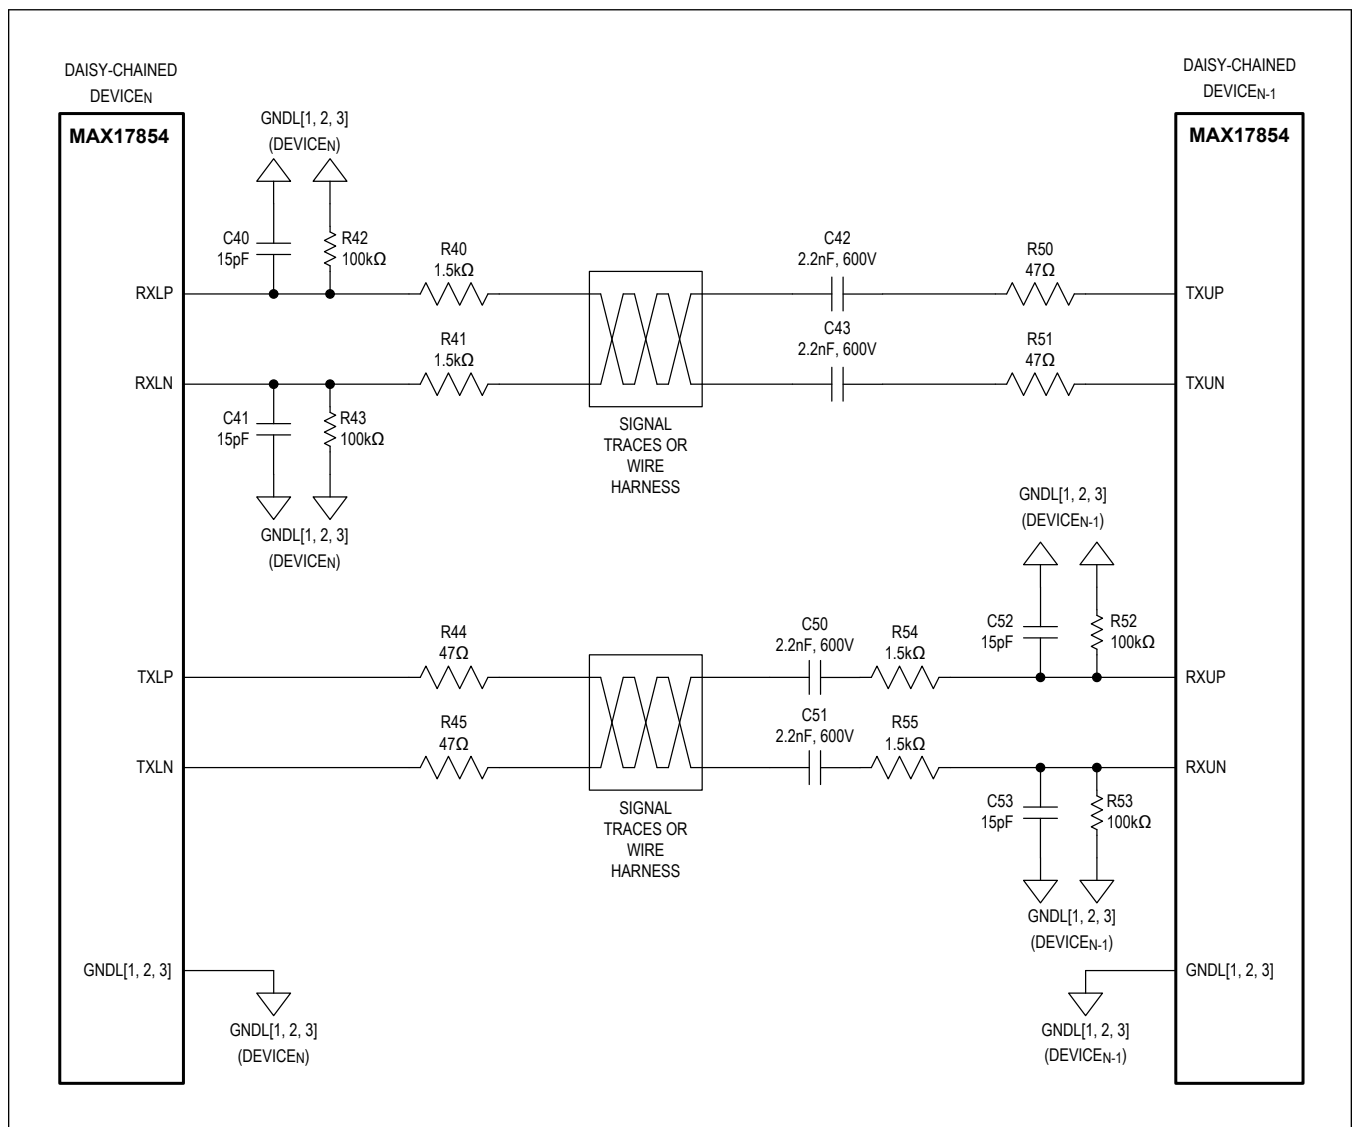 DAISY-CHAINED
DEVICEN
MAX17854
DAISY-CHAINED
DEVICEN-1
MAX17854
GNDL[1, 2, 3]
(DEVICEN)
C40
15pF
R42
100kΩ
R40
1.5kΩ
C42
2.2nF, 600V
R50
47Ω
RXLP
TXUP
R41
1.5kΩ
C43
2.2nF, 600V
R51
47Ω
RXLN
TXUN
C41
15pF
R43
100kΩ
SIGNAL
TRACES OR
WIRE
HARNESS
GNDL[1, 2, 3]
(DEVICEN)
GNDL[1, 2, 3]
(DEVICEN-1)
R44
47Ω
C50
2.2nF, 600V
R54
1.5kΩ
C52
15pF
R52
100kΩ
TXLP
RXUP
R45
47Ω
C51
2.2nF, 600V
R55
1.5kΩ
TXLN
RXUN
C53
15pF
R53
100kΩ
SIGNAL
TRACES OR
WIRE
HARNESS
GNDL[1, 2, 3]
(DEVICEN-1)
GNDL[1, 2, 3]
GNDL[1, 2, 3]
GNDL[1, 2, 3]
(DEVICEN)
GNDL[1, 2, 3]
(DEVICEN-1)